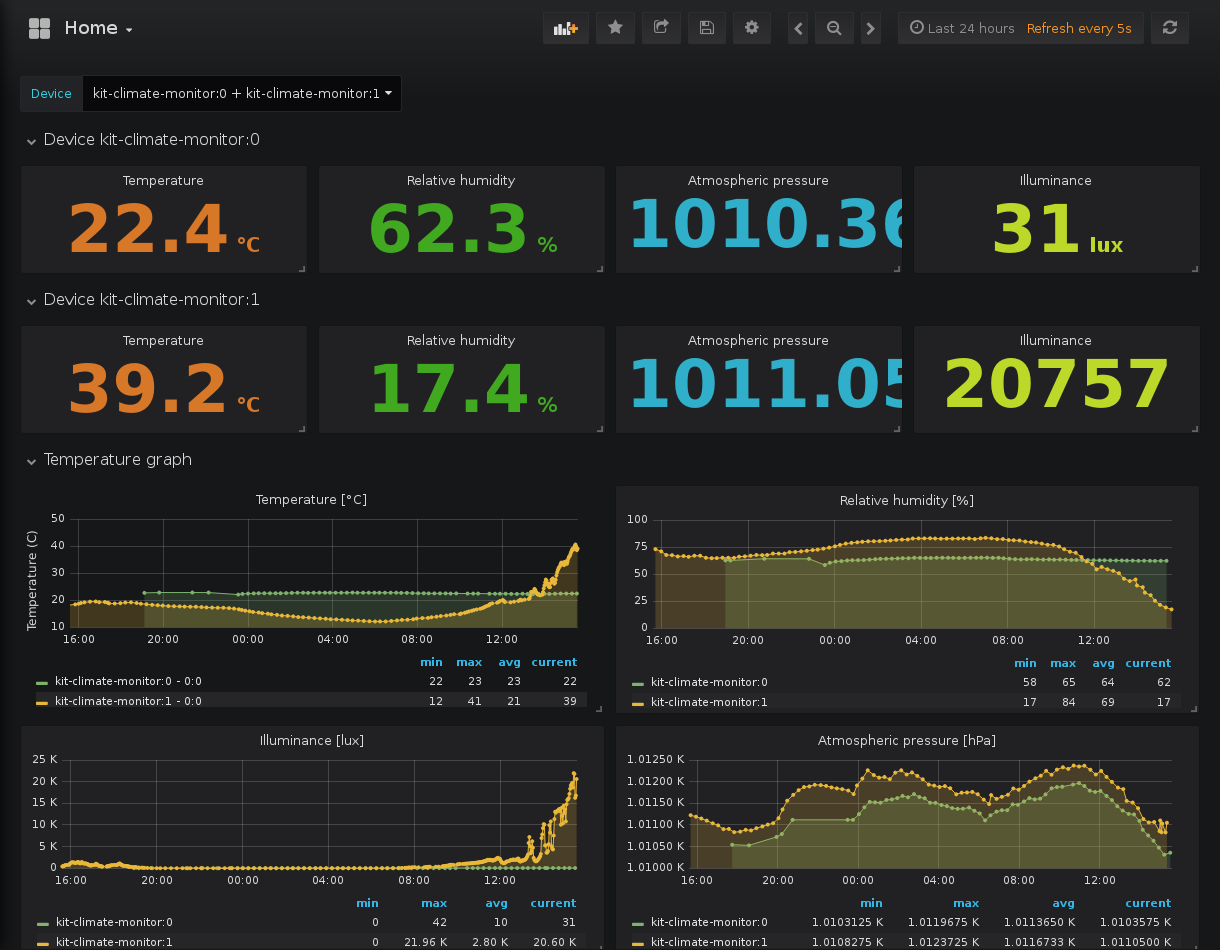 Home
Last 24 hours Refresh every 5s
Device kit-climate-monitor:0 + kit-climate-monitor:1
Device kit-climate-monitor:0
Temperature Relative humidity Atmospheric pressure Illuminance
22.4 °C 62.3 % 1010.36 31 lux
Device kit-climate-monitor:1
Temperature Relative humidity Atmospheric pressure Illuminance
39.2 °C 17.4 % 1011.05 20757
Temperature graph
Temperature [°C]
Temperature (C)
50
40
30
20
10
16:00 20:00 00:00 04:00 08:00 12:00
min max avg current
kit-climate-monitor:0 - 0:0 22 23 23 22
kit-climate-monitor:1 - 0:0 12 41 21 39
Relative humidity [%]
100
75
50
25
0
16:00 20:00 00:00 04:00 08:00 12:00
min max avg current
kit-climate-monitor:0 58 65 64 62
kit-climate-monitor:1 17 84 69 17
Illuminance [lux]
25 K
20 K
15 K
10 K
5 K
0
16:00 20:00 00:00 04:00 08:00 12:00
min max avg current
kit-climate-monitor:0 0 42 10 31
kit-climate-monitor:1 0 21.96 K 2.80 K 20.60 K
Atmospheric pressure [hPa]
1.01250 K
1.01200 K
1.01150 K
1.01100 K
1.01050 K
1.01000 K
16:00 20:00 00:00 04:00 08:00 12:00
min max avg current
kit-climate-monitor:0 1.0103125 K 1.0119675 K 1.0113650 K 1.0103575 K
kit-climate-monitor:1 1.0108275 K 1.0123725 K 1.0116733 K 1.0110500 K